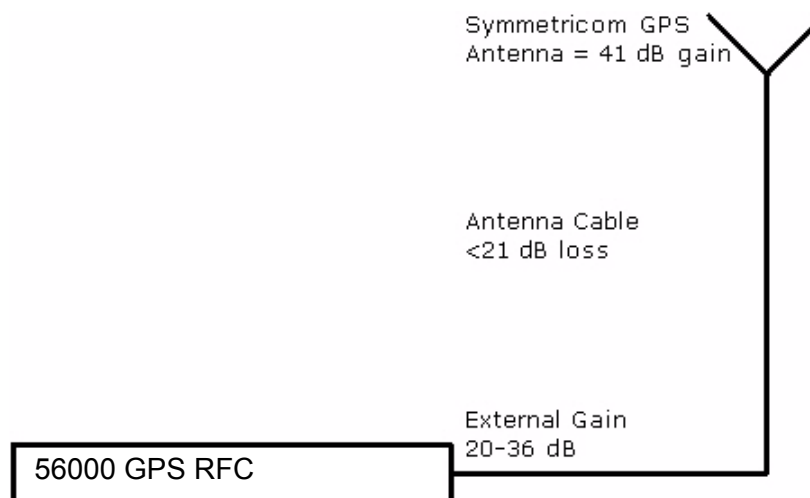 Symmetricom GPS
Antenna = 41 dB gain
Antenna Cable
<21 dB loss
External Gain
20-36 dB
56000 GPS RFC